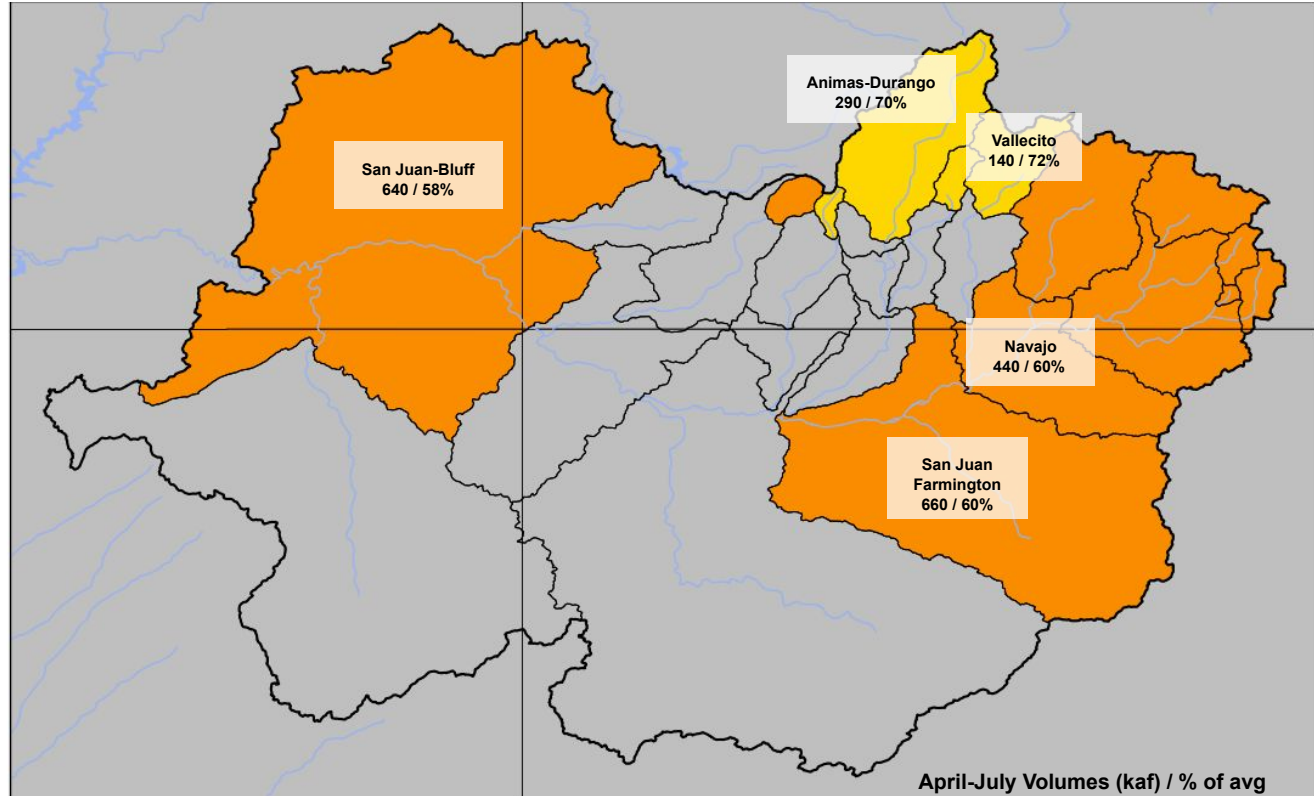 Animas-Durango
290 / 70%
Vallecito
140 / 72%
San Juan-Bluff
640 / 58%
Navajo
440 / 60%
San Juan
Farmington
660 / 60%
April-July Volumes (kaf) / % of avg